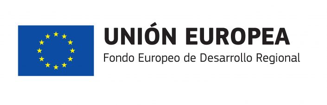 UNIÓN EUROPEA
Fondo Europeo de Desarrollo Regional